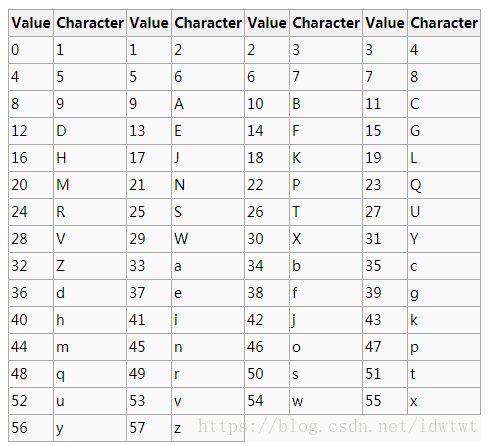 Value Character Value Character Value Character Value Character
0 1 1 2 2 3 3 4
4 5 5 6 6 7 7 8
8 9 9 A 10 B 11 C
12 D 13 E 14 F 15 G
16 H 17 J 18 K 19 L
20 M 21 N 22 P 23 Q
24 R 25 S 26 T 27 U
28 V 29 W 30 X 31 Y
32 Z 33 a 34 b 35 c
36 d 37 e 38 f 39 g
40 h 41 i 42 j 43 k
44 m 45 n 46 o 47 p
48 q 49 r 50 s 51 t
52 u 53 v 54 w 55 x
56 y 57 z
https://blog.csdn.net/idwtwt